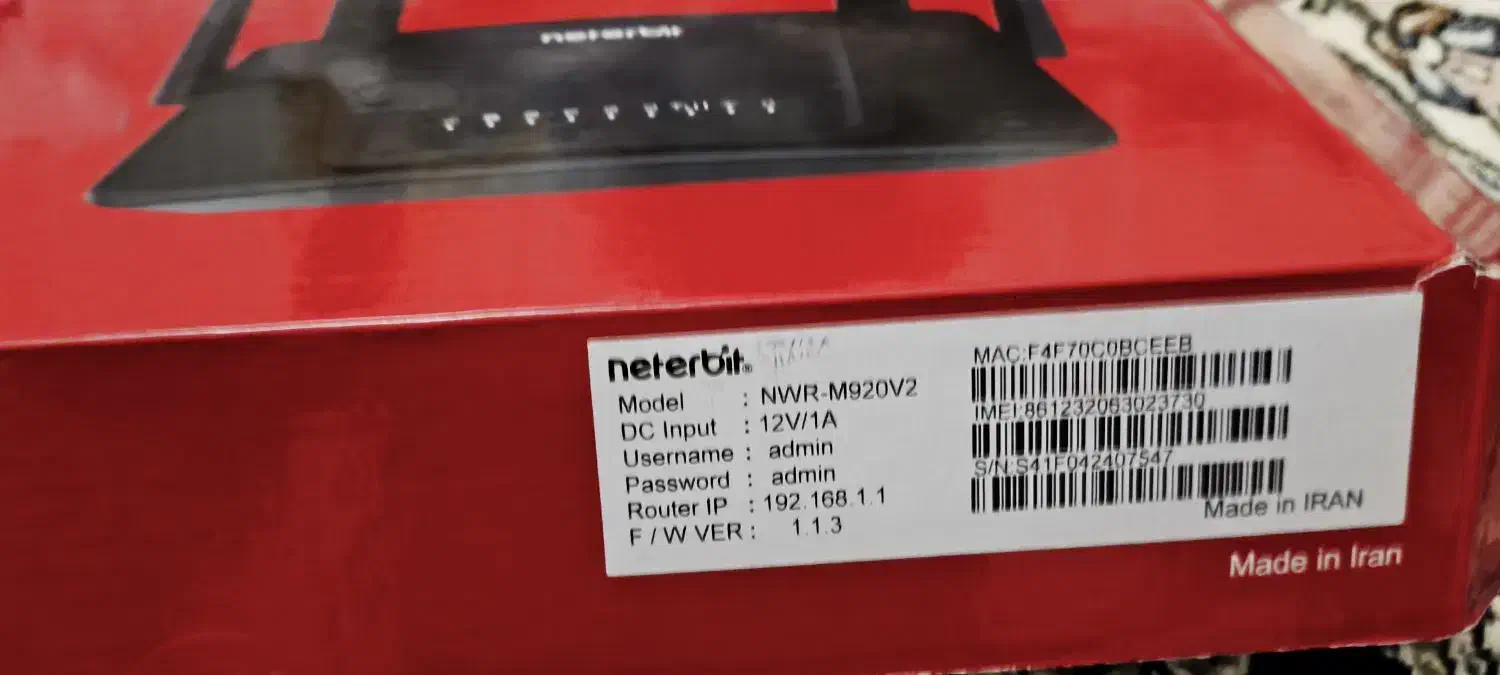 neterbit
neterbit®
Model : NWR-M920V2
DC Input : 12V/1A
Username : admin
Password : admin
Router IP : 192.168.1.1
F / W VER : 1.1.3
MAC:F4F70C0BCEEB
IMEI:861232063023730
S/N:S41F042407547
Made in IRAN
Made in Iran